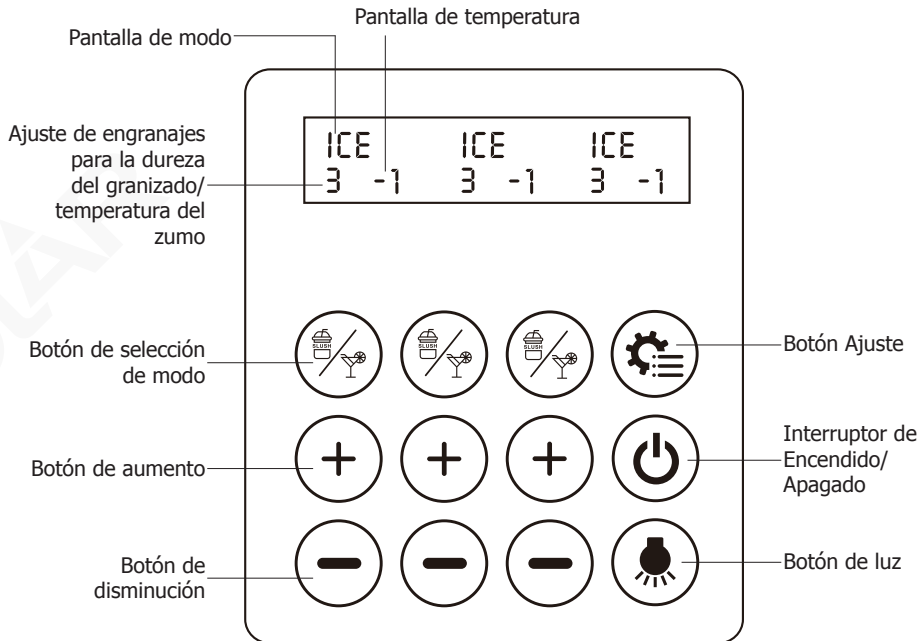 Pantalla de temperatura
Pantalla de modo
Ajuste de engranajes
para la dureza
del granizado/
temperatura del
zumo
ICE ICE ICE
3 -1 3 -1 3 -1
SLUSH SLUSH SLUSH
Botón de selección
de modo
Botón Ajuste
Botón de aumento
Interruptor de
Encendido/
Apagado
Botón de
disminución
Botón de luz